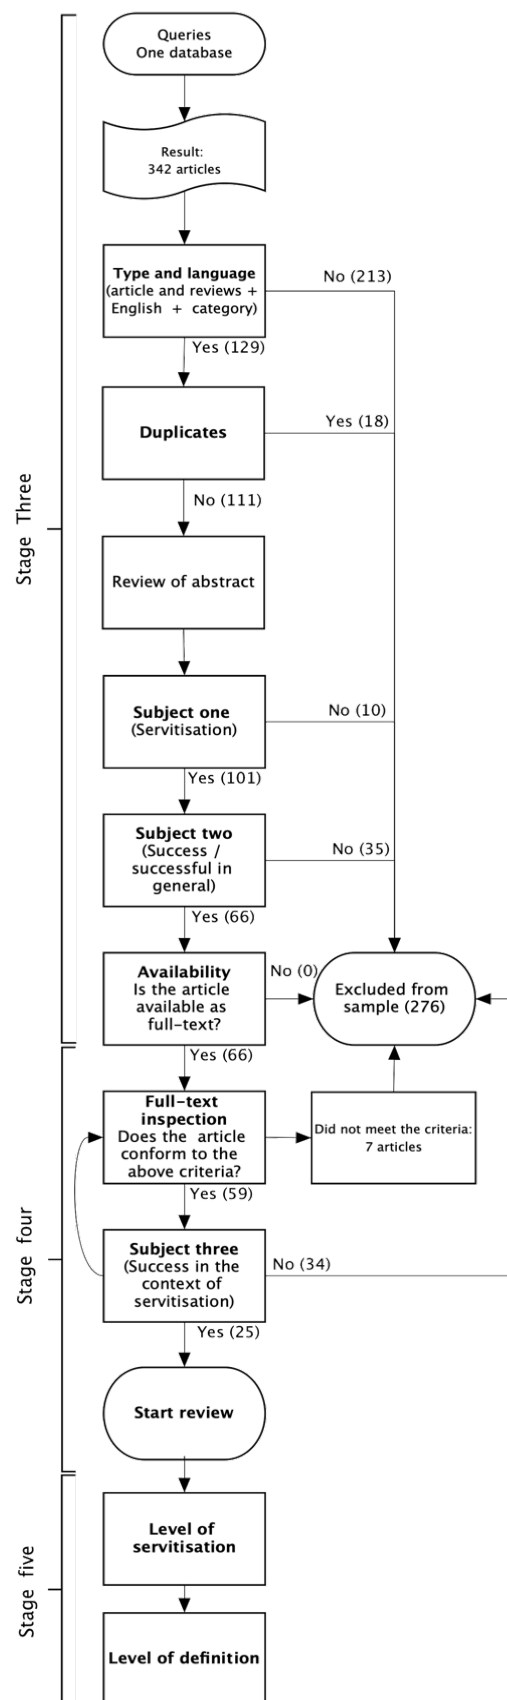 Queries
One database
Result:
342 articles
Type and language
(article and reviews +
English + category)
No (213)
Yes (129)
Duplicates
Yes (18)
No (111)
Review of abstract
Stage Three
Subject one
(Servitisation)
No (10)
Yes (101)
Subject two
(Success /
successful in
general)
No (35)
Yes (66)
Availability
Is the article
available as
full-text?
No (0)
Excluded from
sample (276)
Yes (66)
Full-text
inspection
Does the article
conform to the
above criteria?
Did not meet the criteria:
7 articles
Yes (59)
Stage four
Subject three
(Success in the
context of
servitisation)
No (34)
Yes (25)
Start review
Stage five
Level of
servitisation
Level of definition